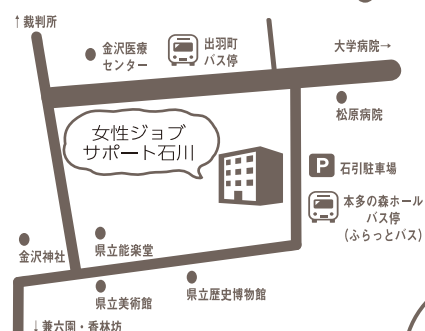 ↑裁判所
金沢医療
センター
出羽町
バス停
大学病院→
松原病院
女性ジョブ
サポート石川
P
石引駐車場
本多の森ホール
バス停
(ふらっとバス)
金沢神社
県立能楽堂
県立美術館
県立歴史博物館
↓兼六園・香林坊